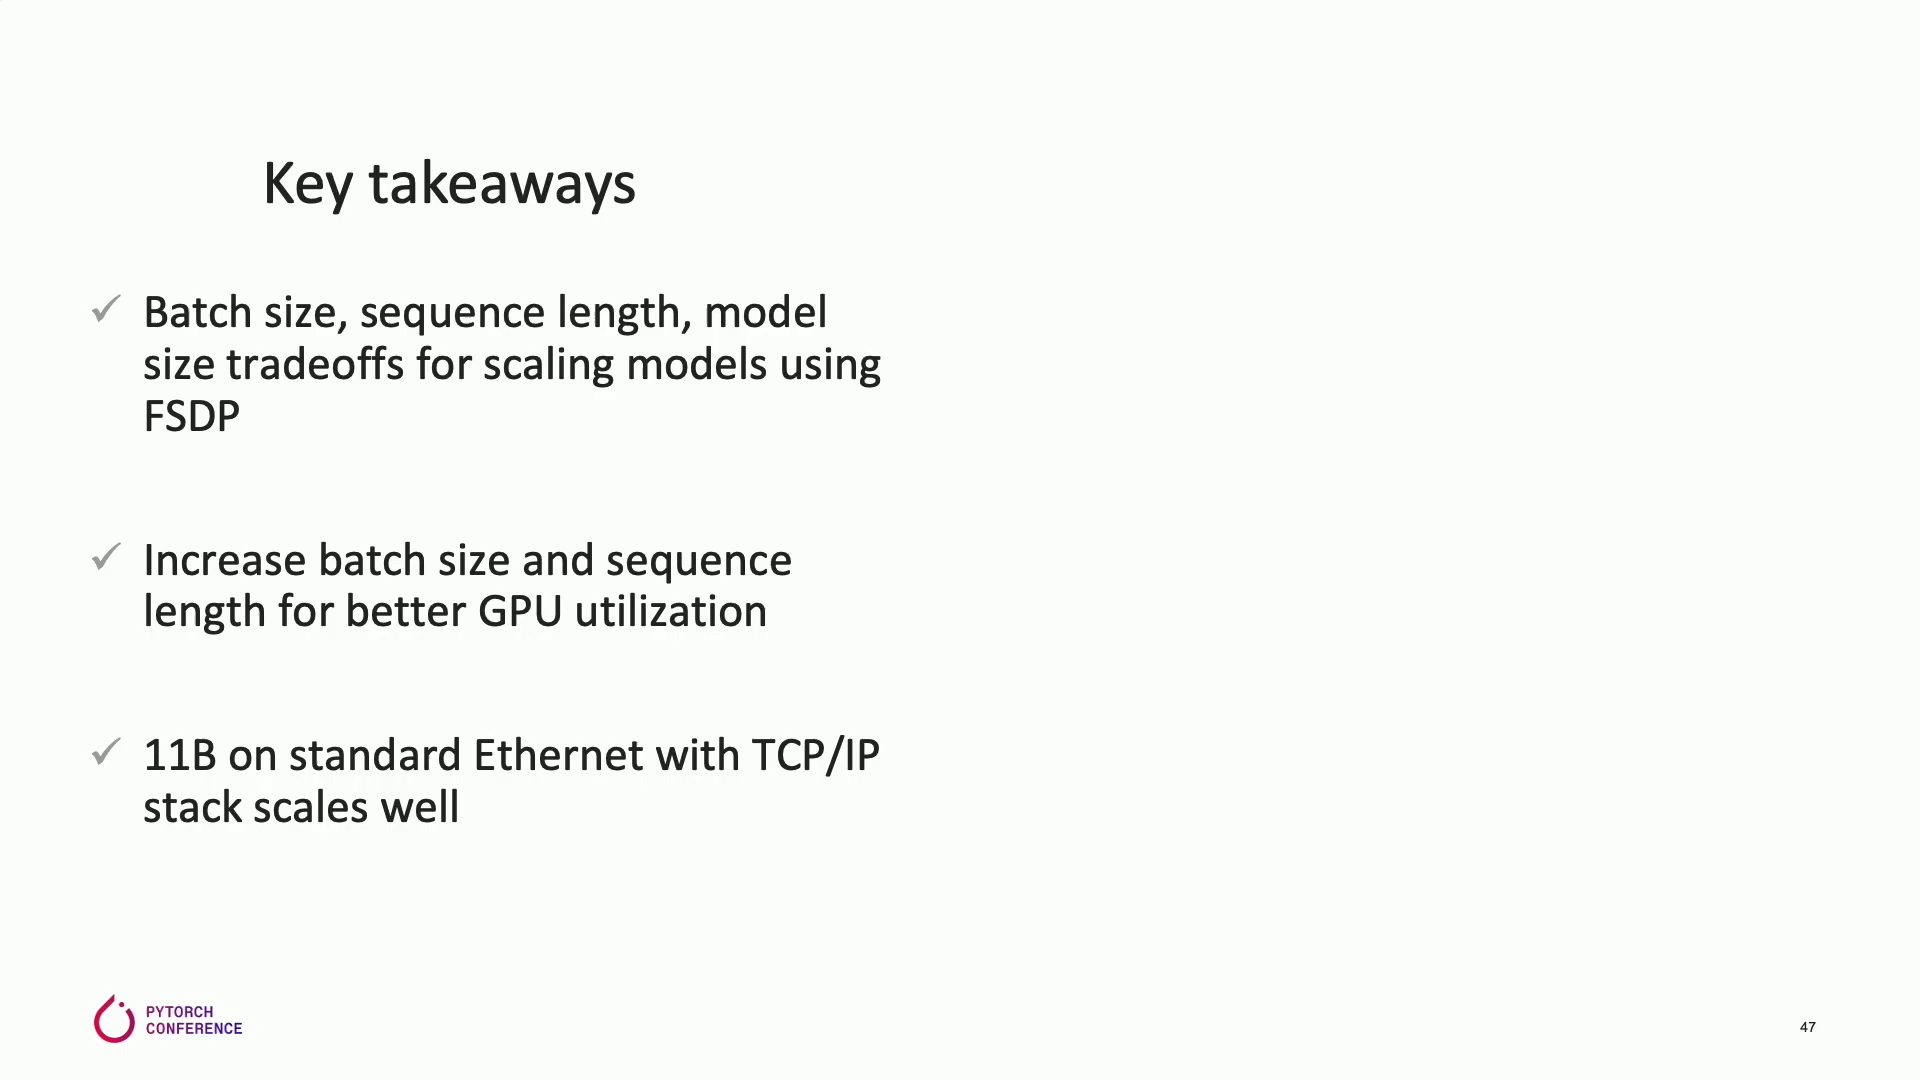 Key takeaways
✓ Batch size, sequence length, model
size tradeoffs for scaling models using
FSDP
✓ Increase batch size and sequence
length for better GPU utilization
✓ 11B on standard Ethernet with TCP/IP
stack scales well
PYTORCH
CONFERENCE
47